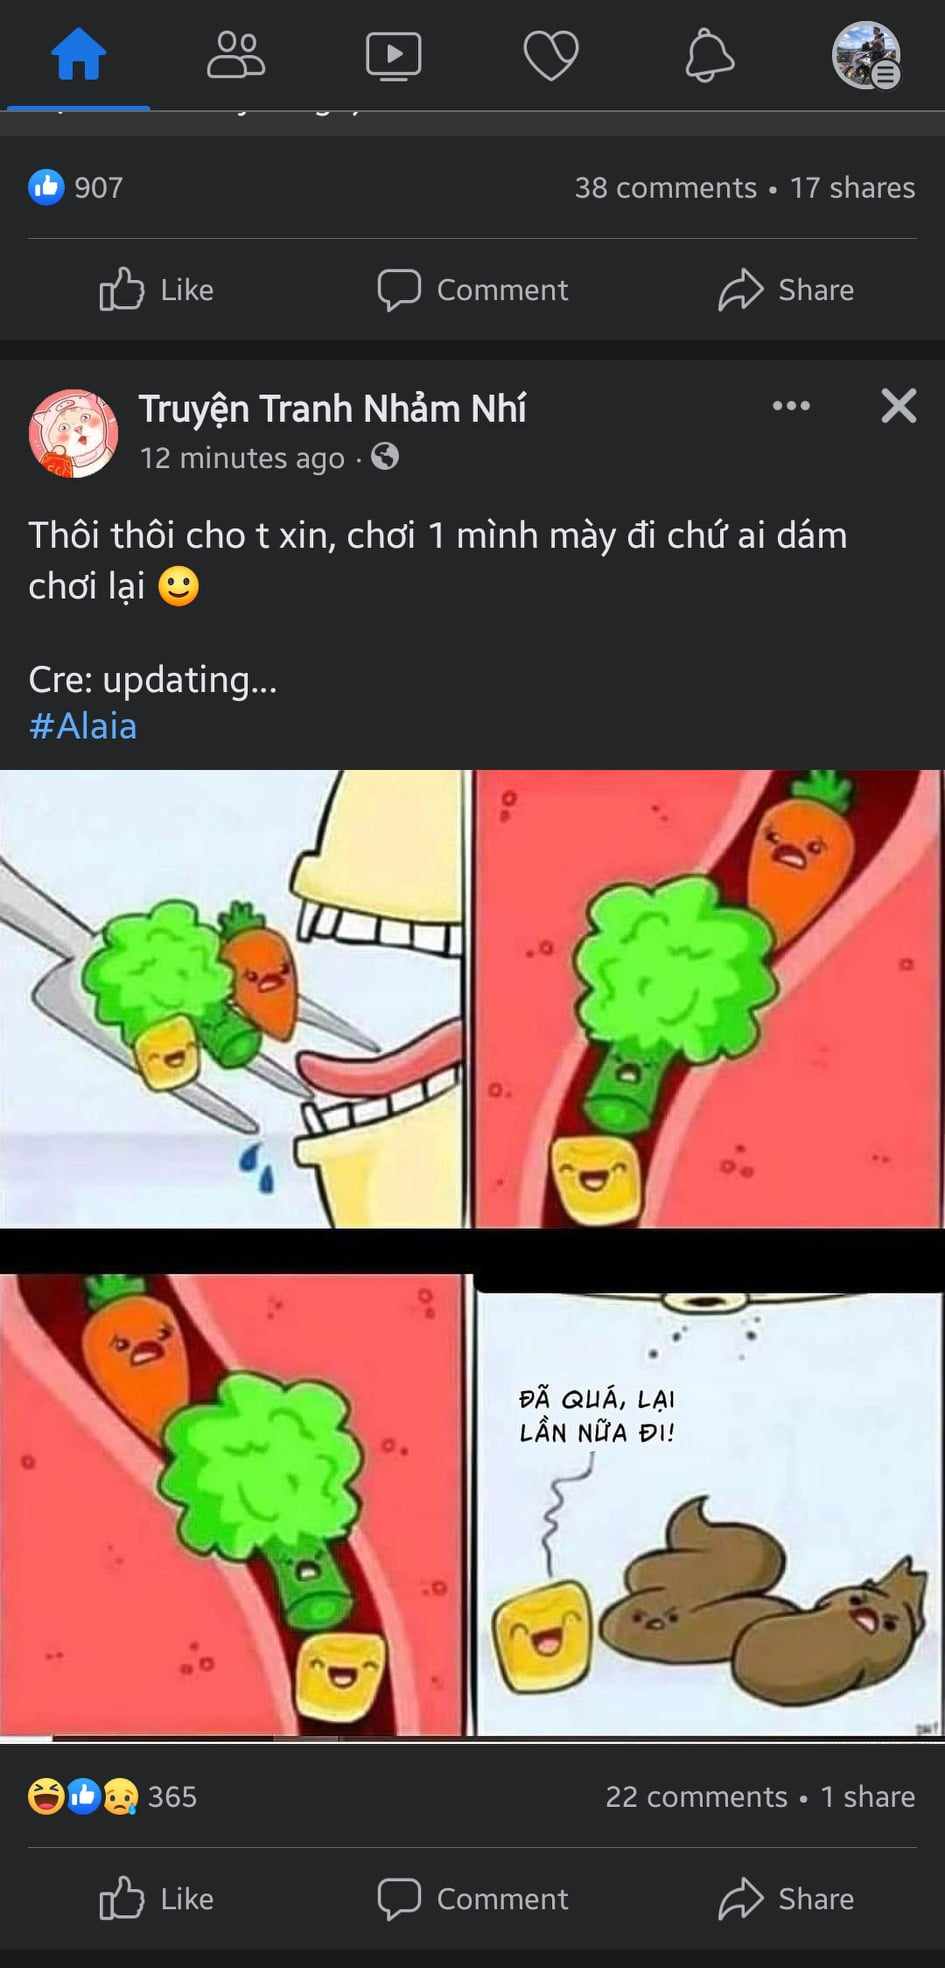 907
38 comments • 17 shares
Like Comment Share
Truyện Tranh Nhảm Nhí
12 minutes ago ·
Thôi thôi cho t xin, chơi 1 mình mày đi chứ ai dám
chơi lại 🙂
Cre: updating...
#Alaia
ĐÃ QUÁ, LẠI
LẦN NỮA ĐI!
365
22 comments • 1 share
Like Comment Share